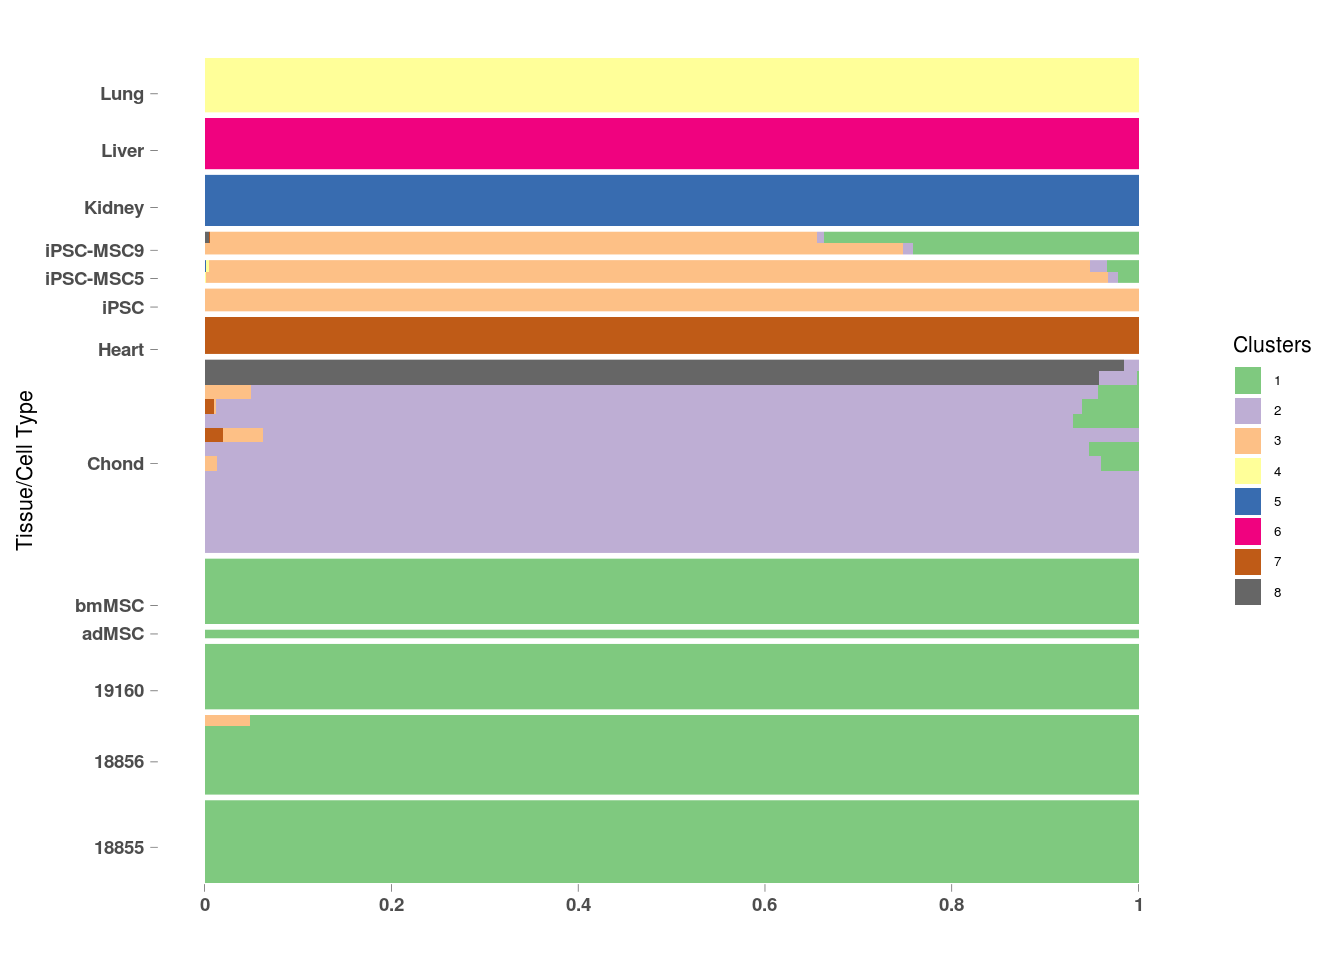 Lung
Liver
Kidney
iPSC-MSC9
iPSC-MSC5
iPSC
Heart
Chond
bmMSC
adMSC
19160
18856
18855
Tissue/Cell Type
0 0.2 0.4 0.6 0.8 1
Clusters
1
2
3
4
5
6
7
8